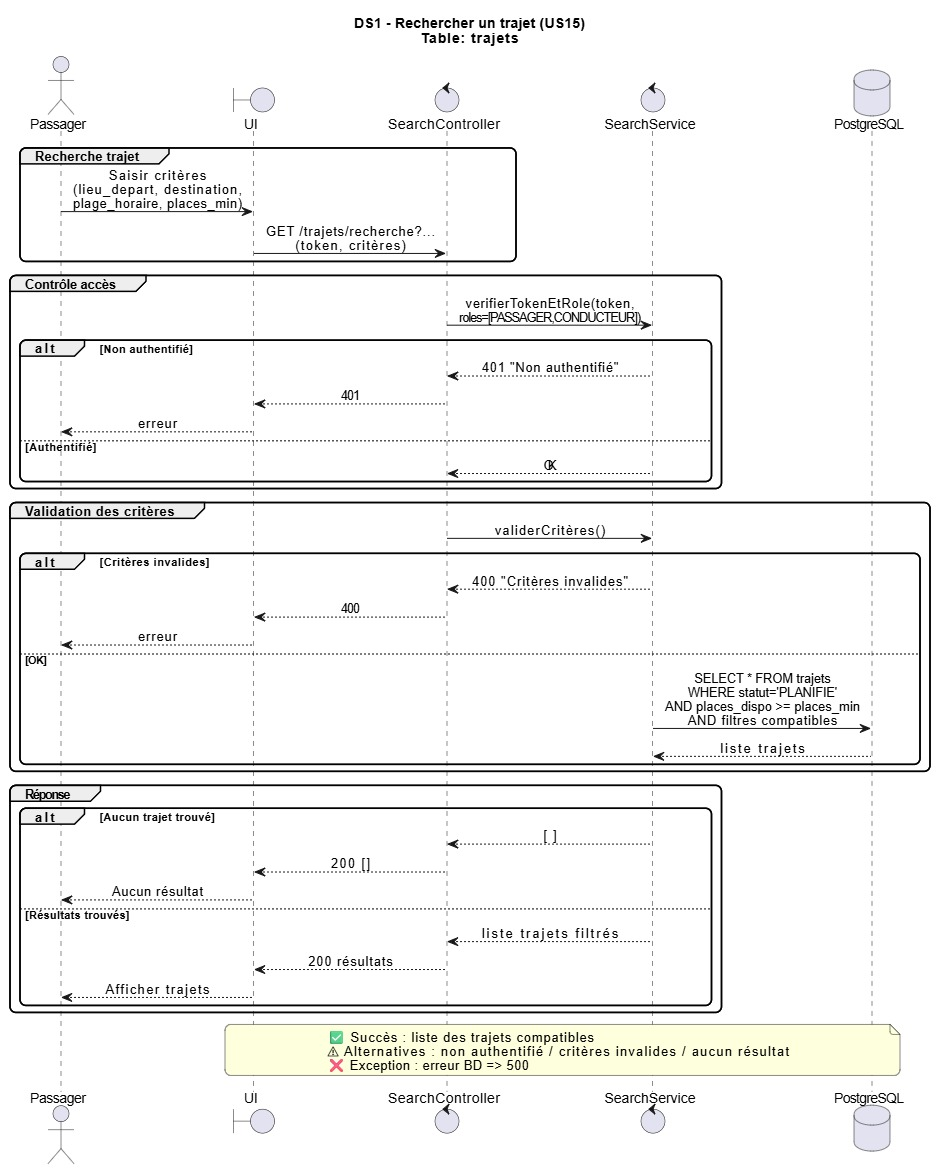 DS1 - Rechercher un trajet (US15)
Table: trajets
Passager
UI
SearchController
SearchService
PostgreSQL
Recherche trajet
Saisir critères
(lieu_depart, destination,
plage_horaire, places_min)
GET /trajets/recherche?...
(token, critères)
Contrôle accès
verifierTokenEtRole(token,
roles=[PASSAGER,CONDUCTEUR])
alt [Non authentifié]
401 "Non authentifié"
401
erreur
[Authentifié]
OK
Validation des critères
validerCritères()
alt [Critères invalides]
400 "Critères invalides"
400
erreur
[OK]
SELECT * FROM trajets
WHERE statut='PLANIFIE'
AND places_dispo >= places_min
AND filtres compatibles
liste trajets
Réponse
alt [Aucun trajet trouvé]
[ ]
200 []
Aucun résultat
[Résultats trouvés]
liste trajets filtrés
200 résultats
Afficher trajets
✅ Succès : liste des trajets compatibles
⚠ Alternatives : non authentifié / critères invalides / aucun résultat
❌ Exception : erreur BD => 500
Passager
UI
SearchController
SearchService
PostgreSQL